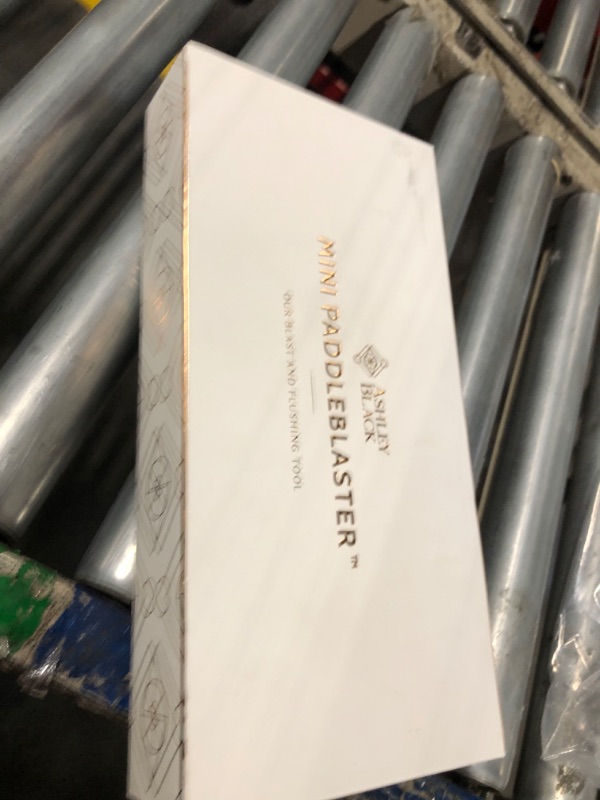 ASHLEY
BLACK
MINI PADDLEBLASTER™
OUR BLAST AND FLUSHING TOOL